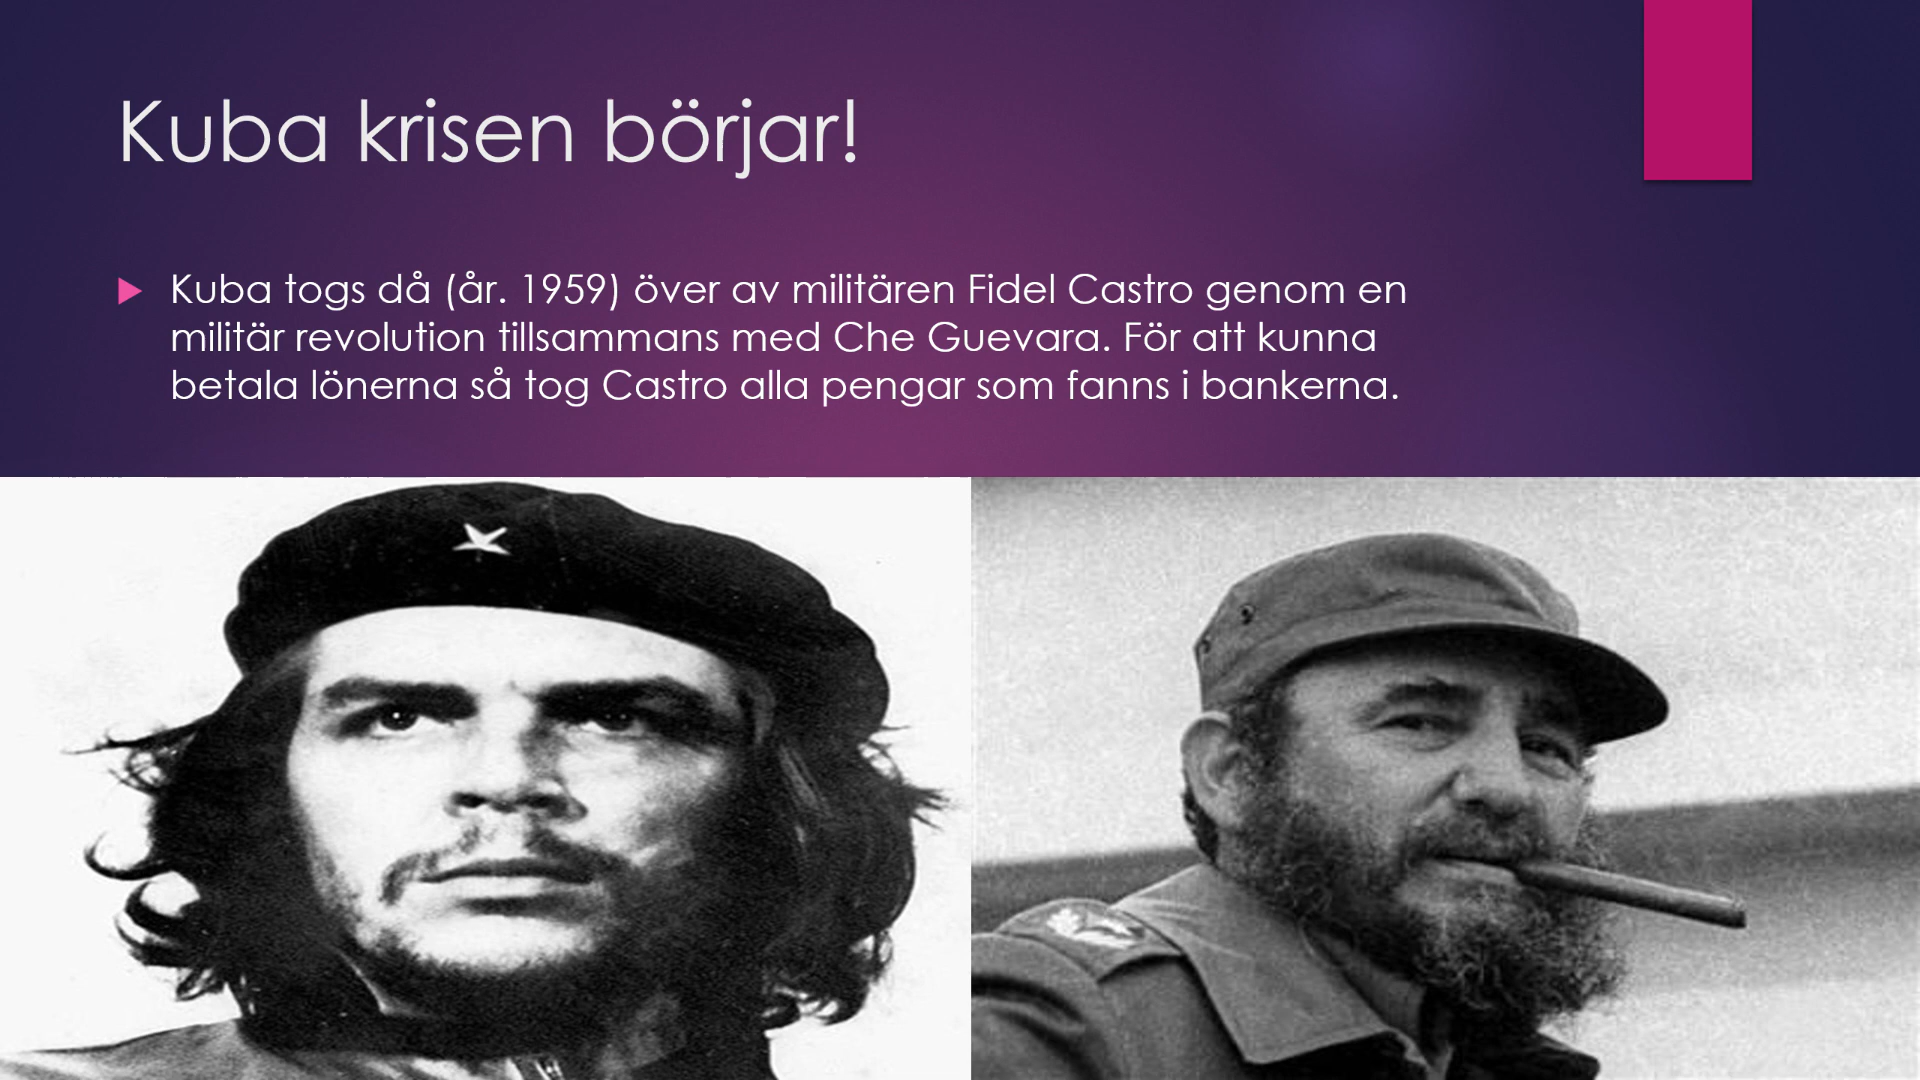 Kuba krisen börjar!
Kuba togs då (år. 1959) över av militären Fidel Castro genom en
militär revolution tillsammans med Che Guevara. För att kunna
betala lönerna så tog Castro alla pengar som fanns i bankerna.